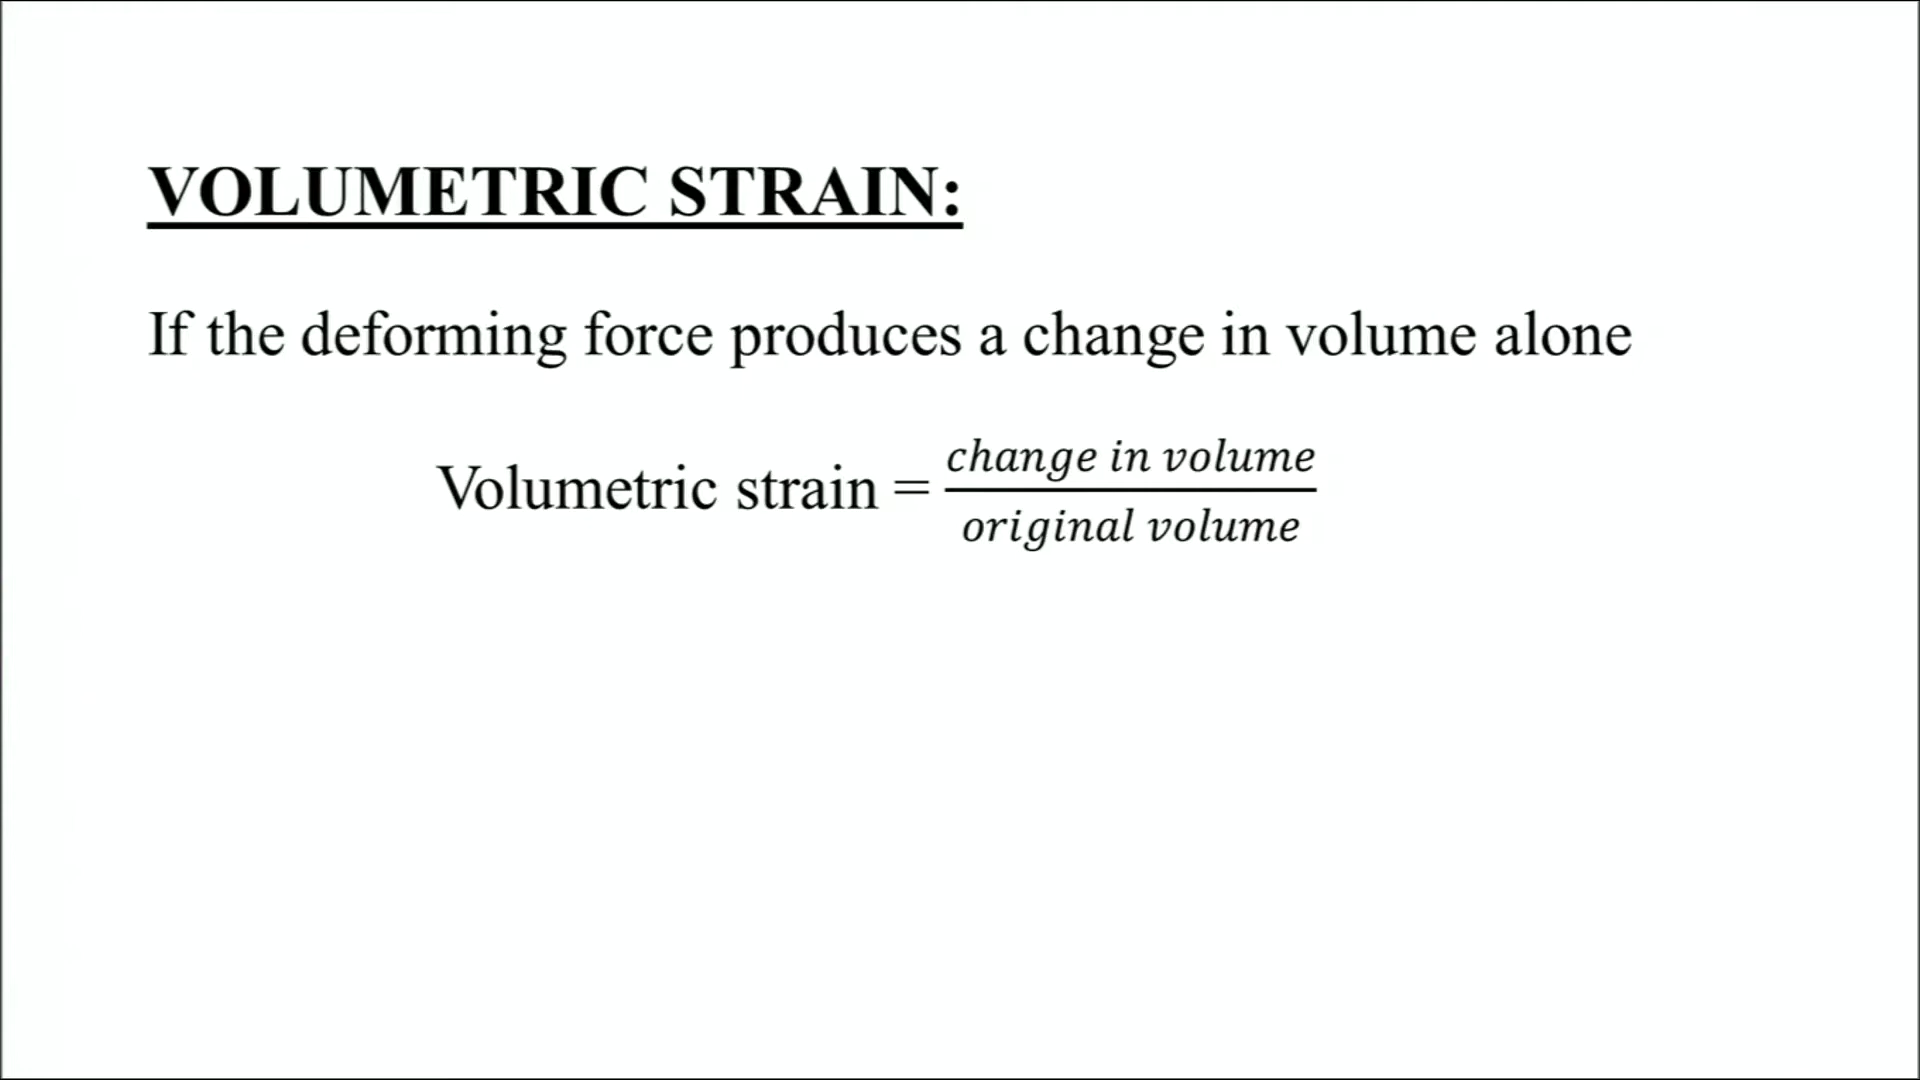 VOLUMETRIC STRAIN:
If the deforming force produces a change in volume alone
Volumetric strain = change in volume / original volume